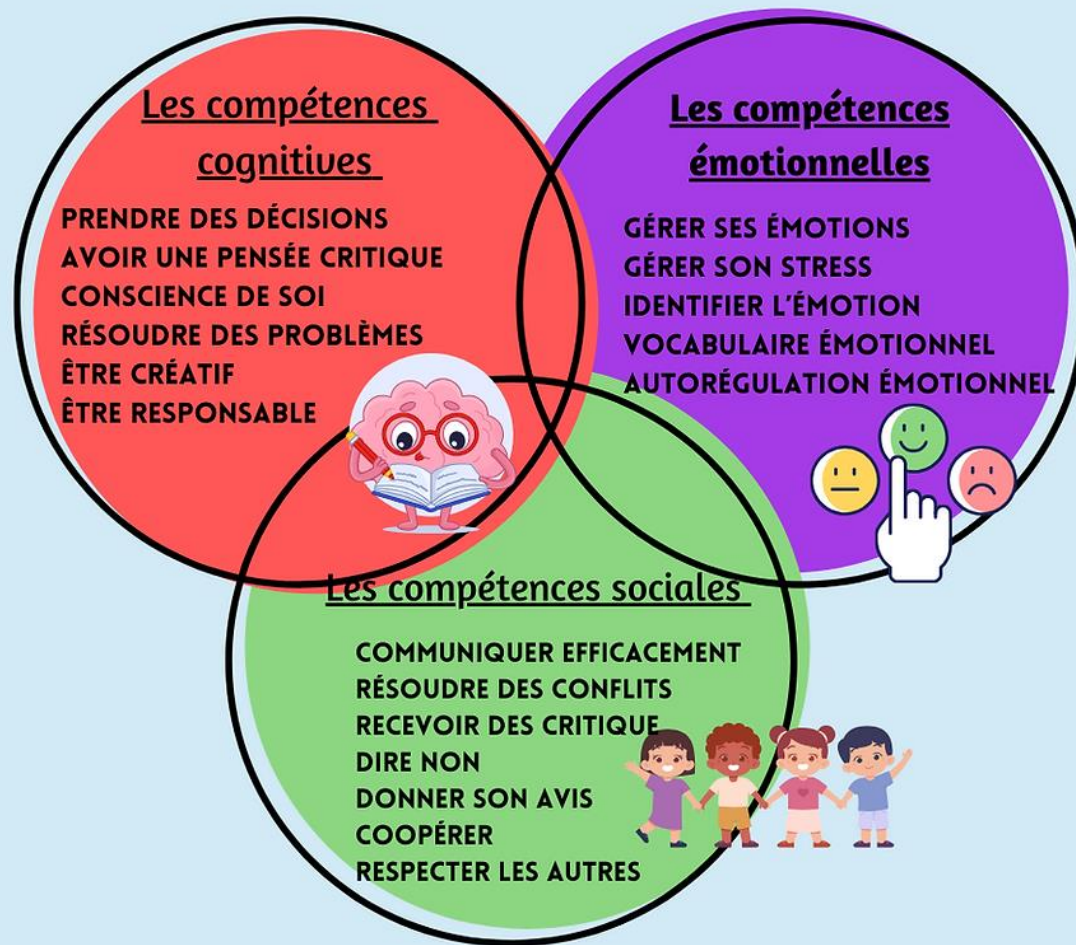 Les compétences
cognitives
PRENDRE DES DÉCISIONS
AVOIR UNE PENSÉE CRITIQUE
CONSCIENCE DE SOI
RÉSOUDRE DES PROBLÈMES
ÊTRE CRÉATIF
ÊTRE RESPONSABLE
Les compétences
émotionnelles
GÉRER SES ÉMOTIONS
GÉRER SON STRESS
IDENTIFIER L'ÉMOTION
VOCABULAIRE ÉMOTIONNEL
AUTORÉGULATION ÉMOTIONNEL
Les compétences sociales
COMMUNIQUER EFFICACEMENT
RÉSOUDRE DES CONFLITS
RECEVOIR DES CRITIQUE
DIRE NON
DONNER SON AVIS
COOPÉRER
RESPECTER LES AUTRES